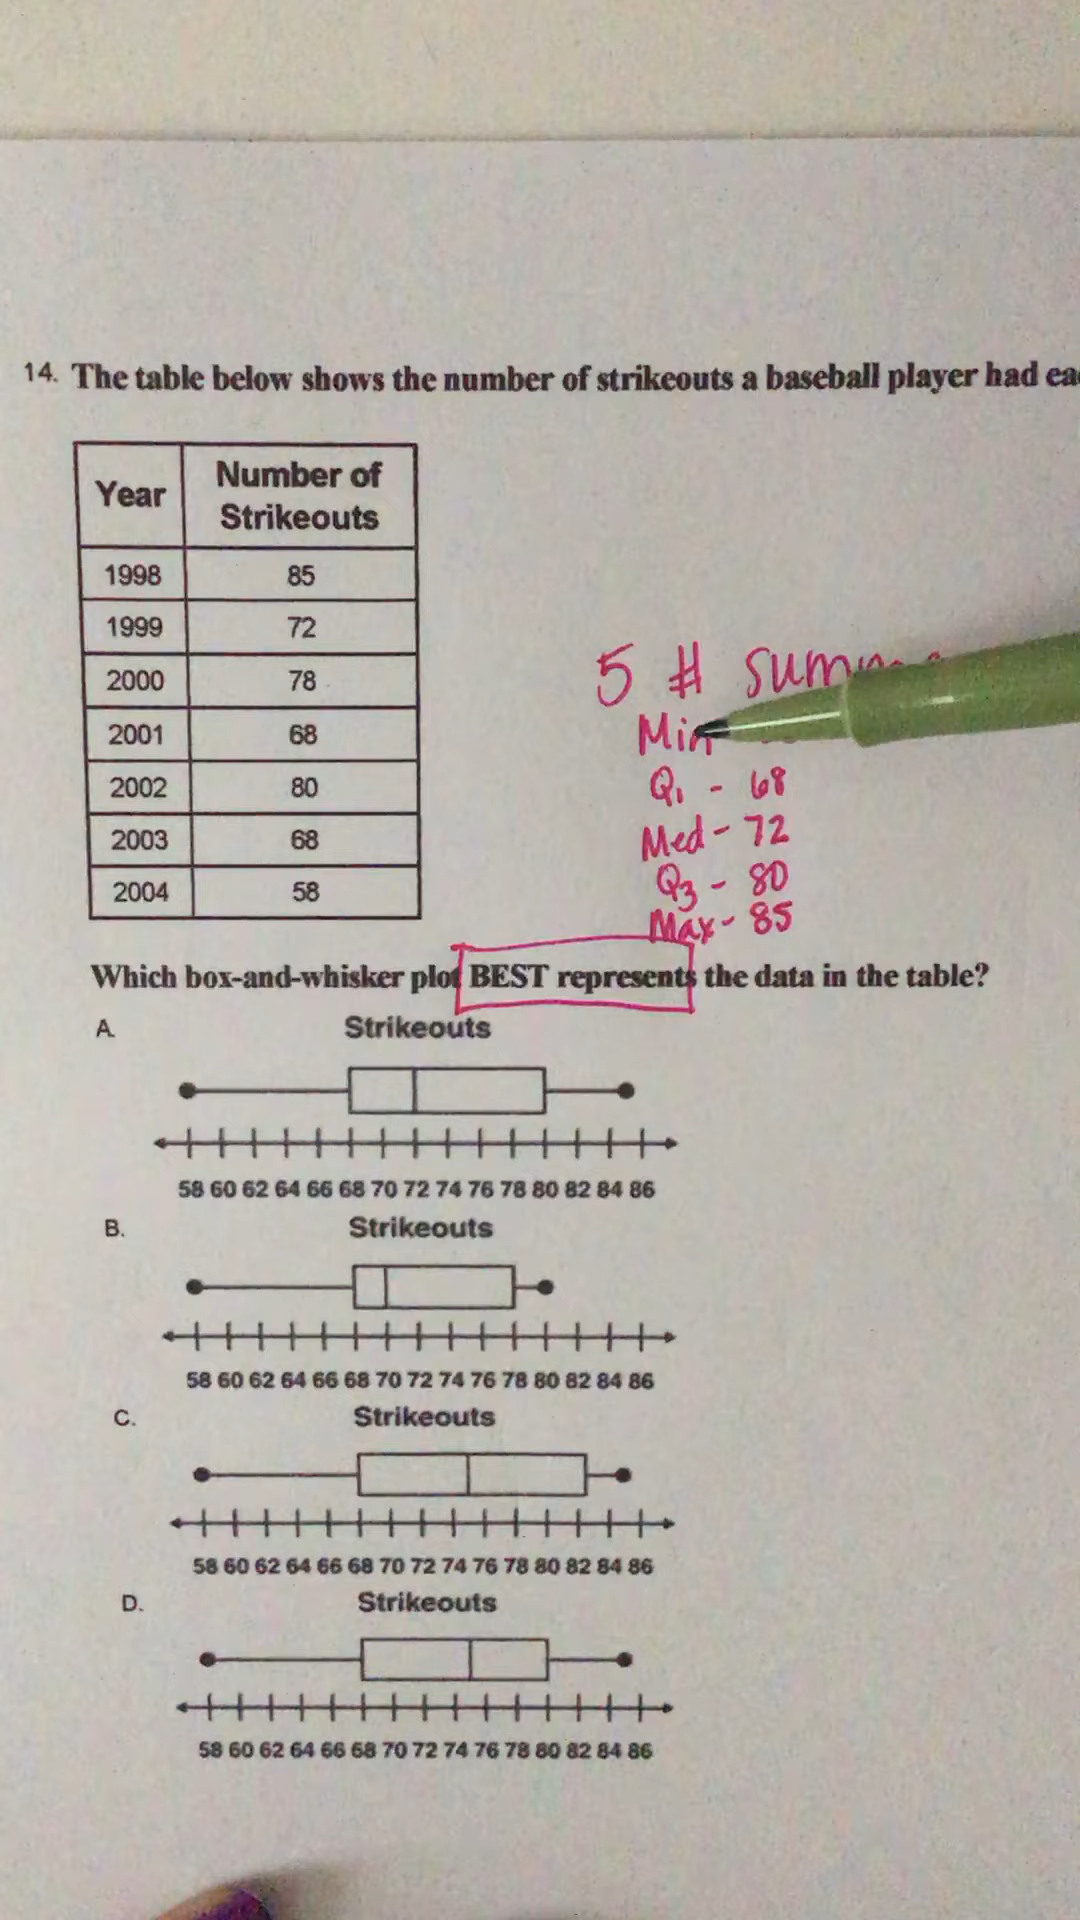 14. The table below shows the number of strikeouts a baseball player had
Year Number of Strikeouts
1998 85
1999 72
2000 78
2001 68
2002 80
2003 68
2004 58
5 # summ
Min
Q1 - 68
Med - 72
Q3 - 80
Max - 85
Which box-and-whisker plot BEST represents the data in the table?
A. Strikeouts
58 60 62 64 66 68 70 72 74 76 78 80 82 84 86
B. Strikeouts
58 60 62 64 66 68 70 72 74 76 78 80 82 84 86
C. Strikeouts
58 60 62 64 66 68 70 72 74 76 78 80 82 84 86
D. Strikeouts
58 60 62 64 66 68 70 72 74 76 78 80 82 84 86